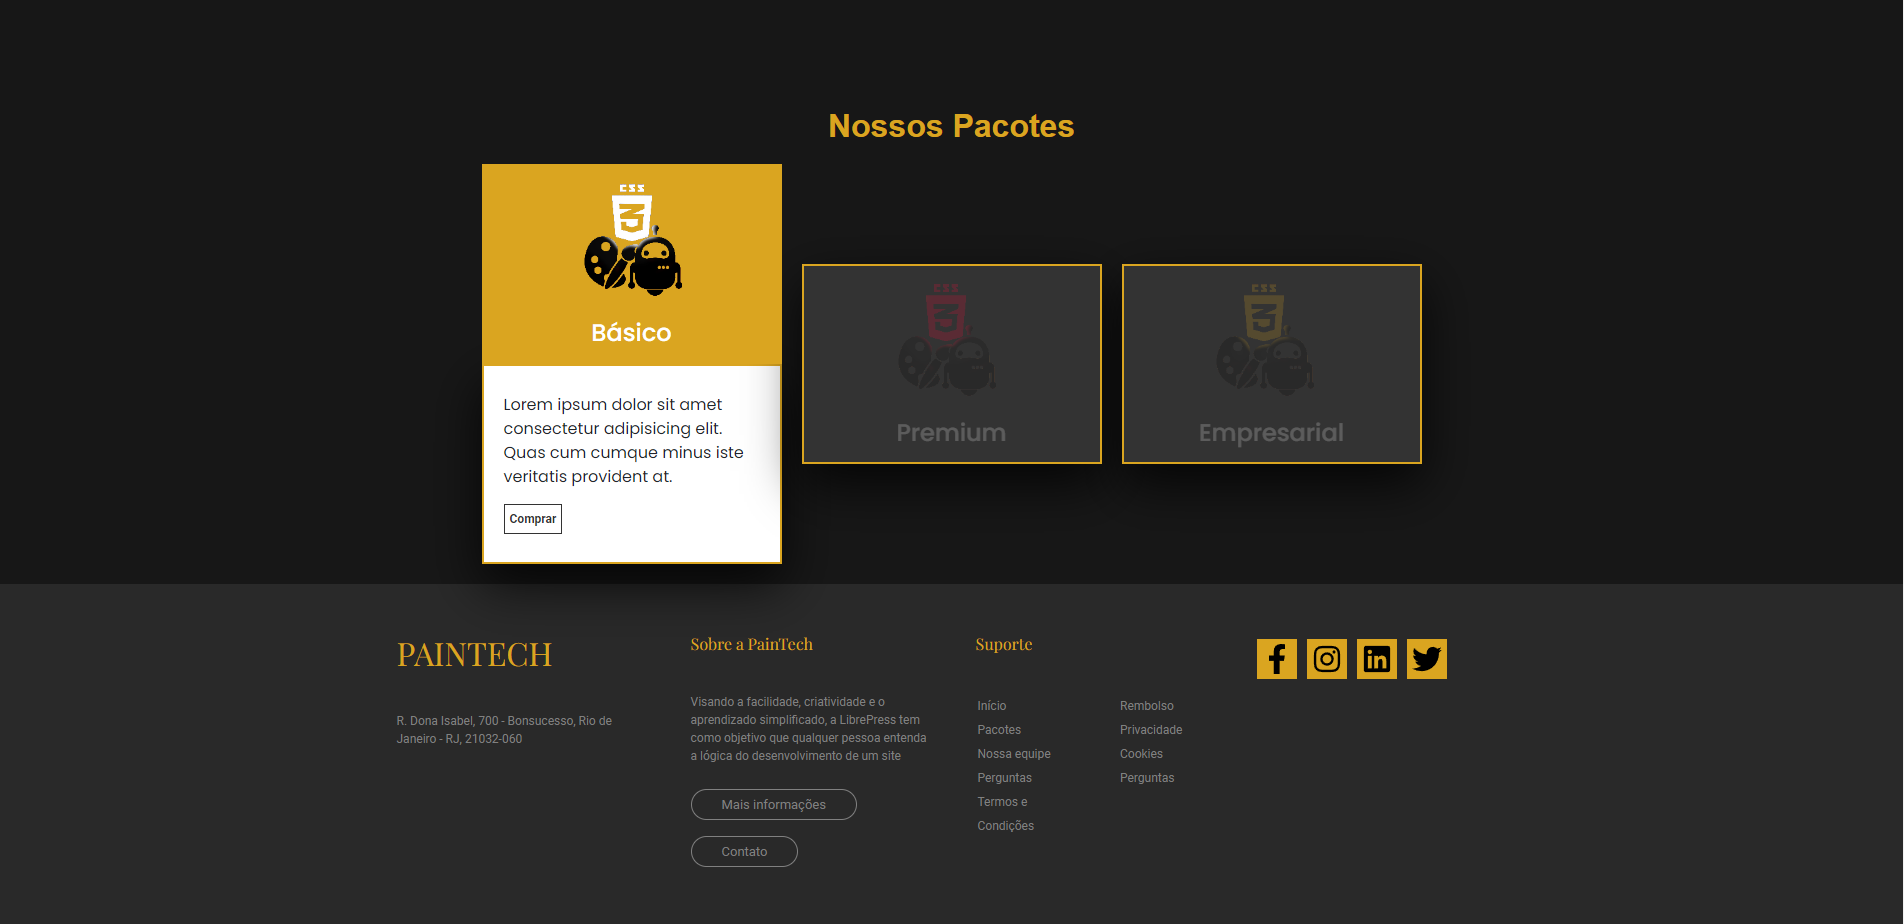 Nossos Pacotes
CSS
Básico
Lorem ipsum dolor sit amet
consectetur adipisicing elit.
Quas cum cumque minus iste
veritatis provident at.
Comprar
CSS
Premium
CSS
Empresarial
PAINTECH
R. Dona Isabel, 700 - Bonsucesso, Rio de
Janeiro - RJ, 21032-060
Sobre a PainTech
Visando a facilidade, criatividade e o
aprendizado simplificado, a LibrePress tem
como objetivo que qualquer pessoa entenda
a lógica do desenvolvimento de um site
Mais informações
Contato
Suporte
Início
Pacotes
Nossa equipe
Perguntas
Termos e
Condições
Rembolso
Privacidade
Cookies
Perguntas